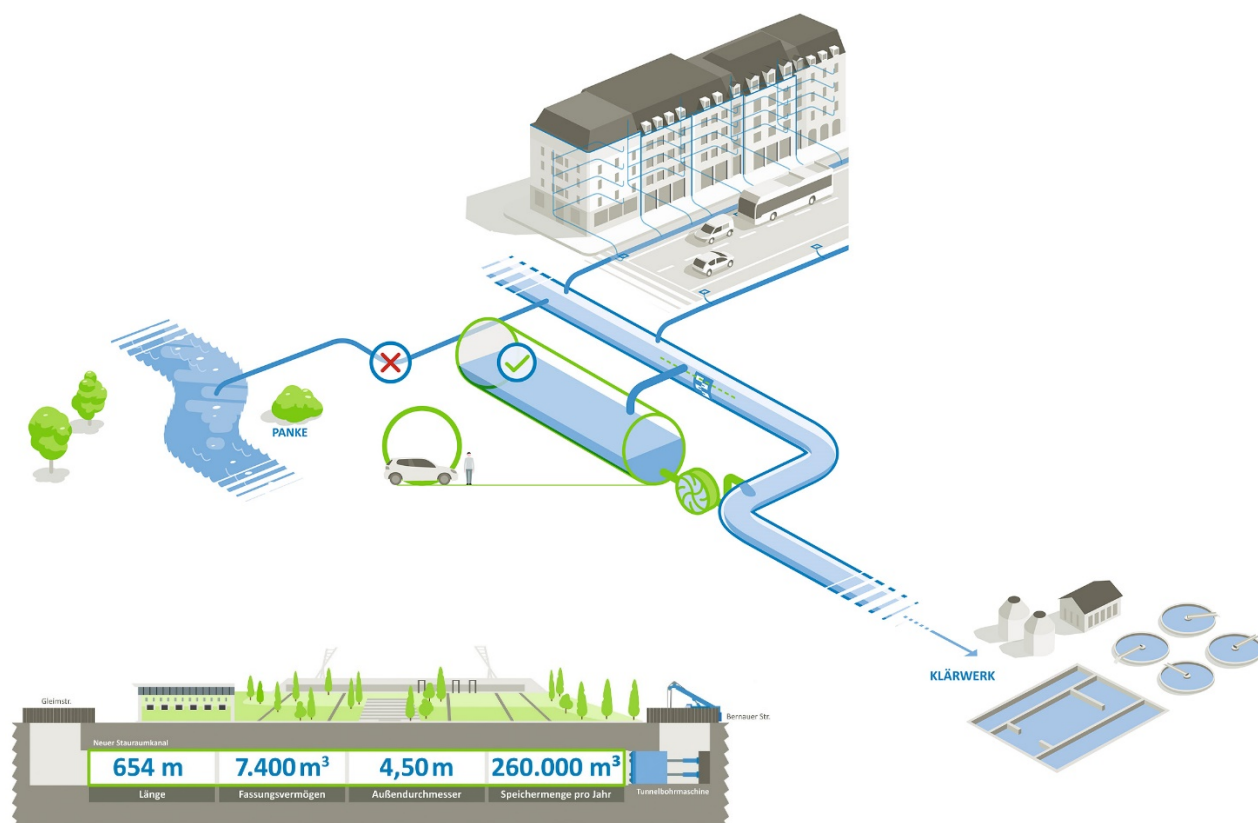 PANKE
KLÄRWERK
Gleimstr.
Bernauer Str.
Neuer Stauraumkanal
654 m
7.400 m³
4,50 m
260.000 m³
Länge
Fassungsvermögen
Außendurchmesser
Speichermenge pro Jahr
Tunnelbohrmaschine